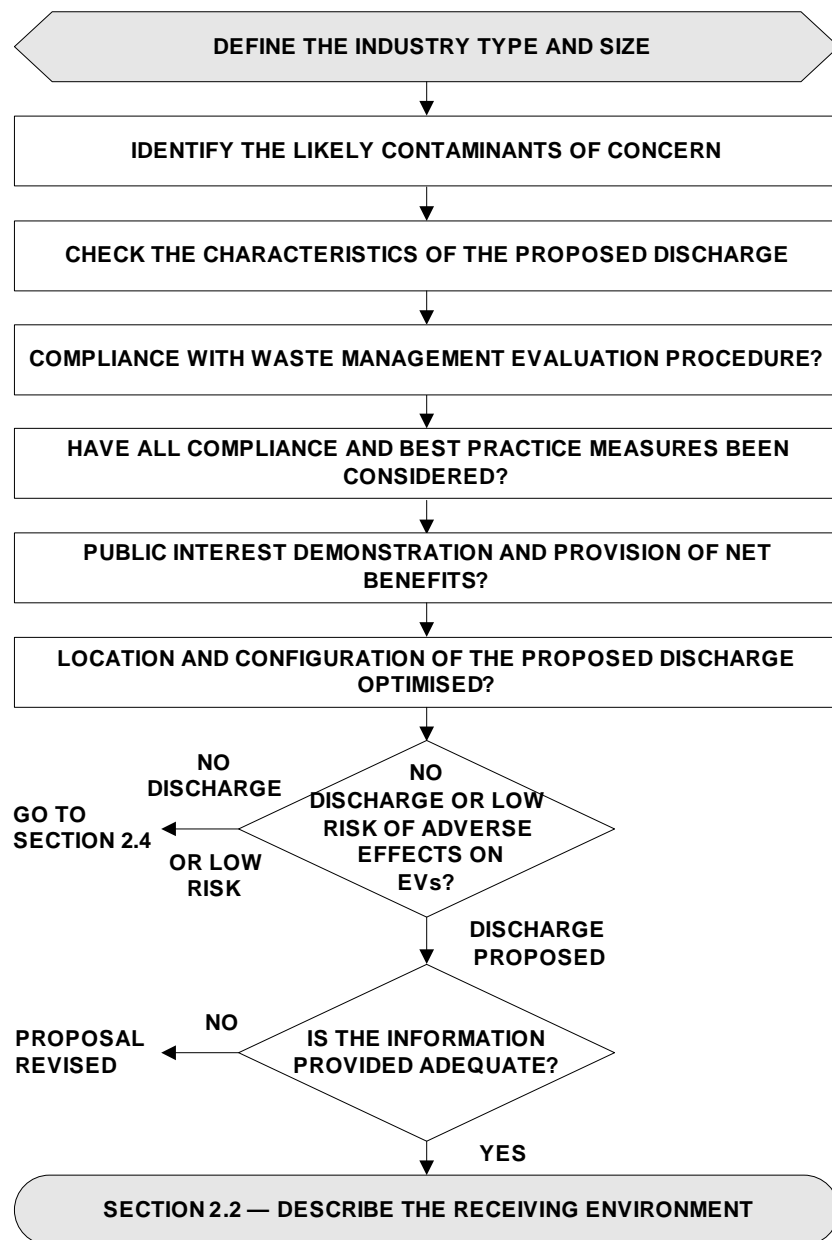 DEFINE THE INDUSTRY TYPE AND SIZE
IDENTIFY THE LIKELY CONTAMINANTS OF CONCERN
CHECK THE CHARACTERISTICS OF THE PROPOSED DISCHARGE
COMPLIANCE WITH WASTE MANAGEMENT EVALUATION PROCEDURE?
HAVE ALL COMPLIANCE AND BEST PRACTICE MEASURES BEEN
CONSIDERED?
PUBLIC INTEREST DEMONSTRATION AND PROVISION OF NET
BENEFITS?
LOCATION AND CONFIGURATION OF THE PROPOSED DISCHARGE
OPTIMISED?
NO
DISCHARGE OR LOW
RISK OF ADVERSE
EFFECTS ON
EVs?
NO
DISCHARGE
OR LOW
RISK
GO TO
SECTION 2.4
DISCHARGE
PROPOSED
IS THE INFORMATION
PROVIDED ADEQUATE?
NO
PROPOSAL
REVISED
YES
SECTION 2.2 — DESCRIBE THE RECEIVING ENVIRONMENT